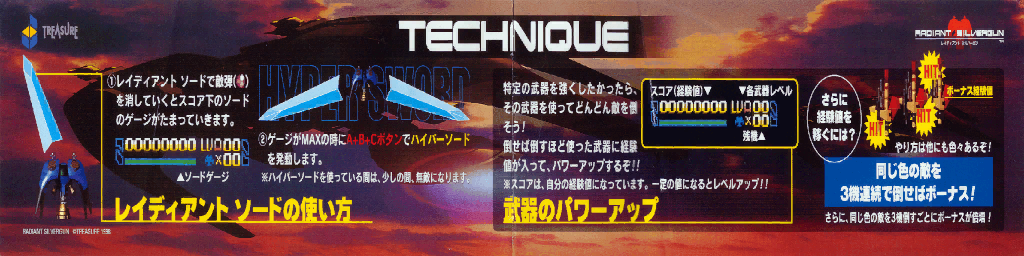 TREASURE
TECHNIQUE
RADIANT SILVERGUN
レイディアント シルバーガン
HYPER SWORD
①レイディアント ソードで敵弾( )
を消していくとスコア下のソード
のゲージがたまっていきます。
00000000 LV 00
×00
▲ソードゲージ
②ゲージがMAXの時にA+B+Cボタンでハイパーソード
を発動します。
※ハイパーソードを使っている間は、少しの間、無敵になります。
レイディアント ソードの使い方
RADIANT SILVERGUN ©TREASURE 1998
特定の武器を強くしたかったら、
その武器を使ってどんどん敵を倒
そう!
倒せば倒すほど使った武器に経験
値が入って、パワーアップするぞ!!
※スコアは、自分の経験値になっています。一定の値になるとレベルアップ!!
スコア(経験値)▼ ▼各武器レベル
00000000 LV 00
×00
残機▲
武器のパワーアップ
さらに
経験値を
稼ぐには?
HIT
HIT
HIT
ボーナス経験値
やり方は他にも色々あるぞ!
同じ色の敵を
3機連続で倒せばボーナス!
さらに、同じ色の敵を3機倒すごとにボーナスが倍増!